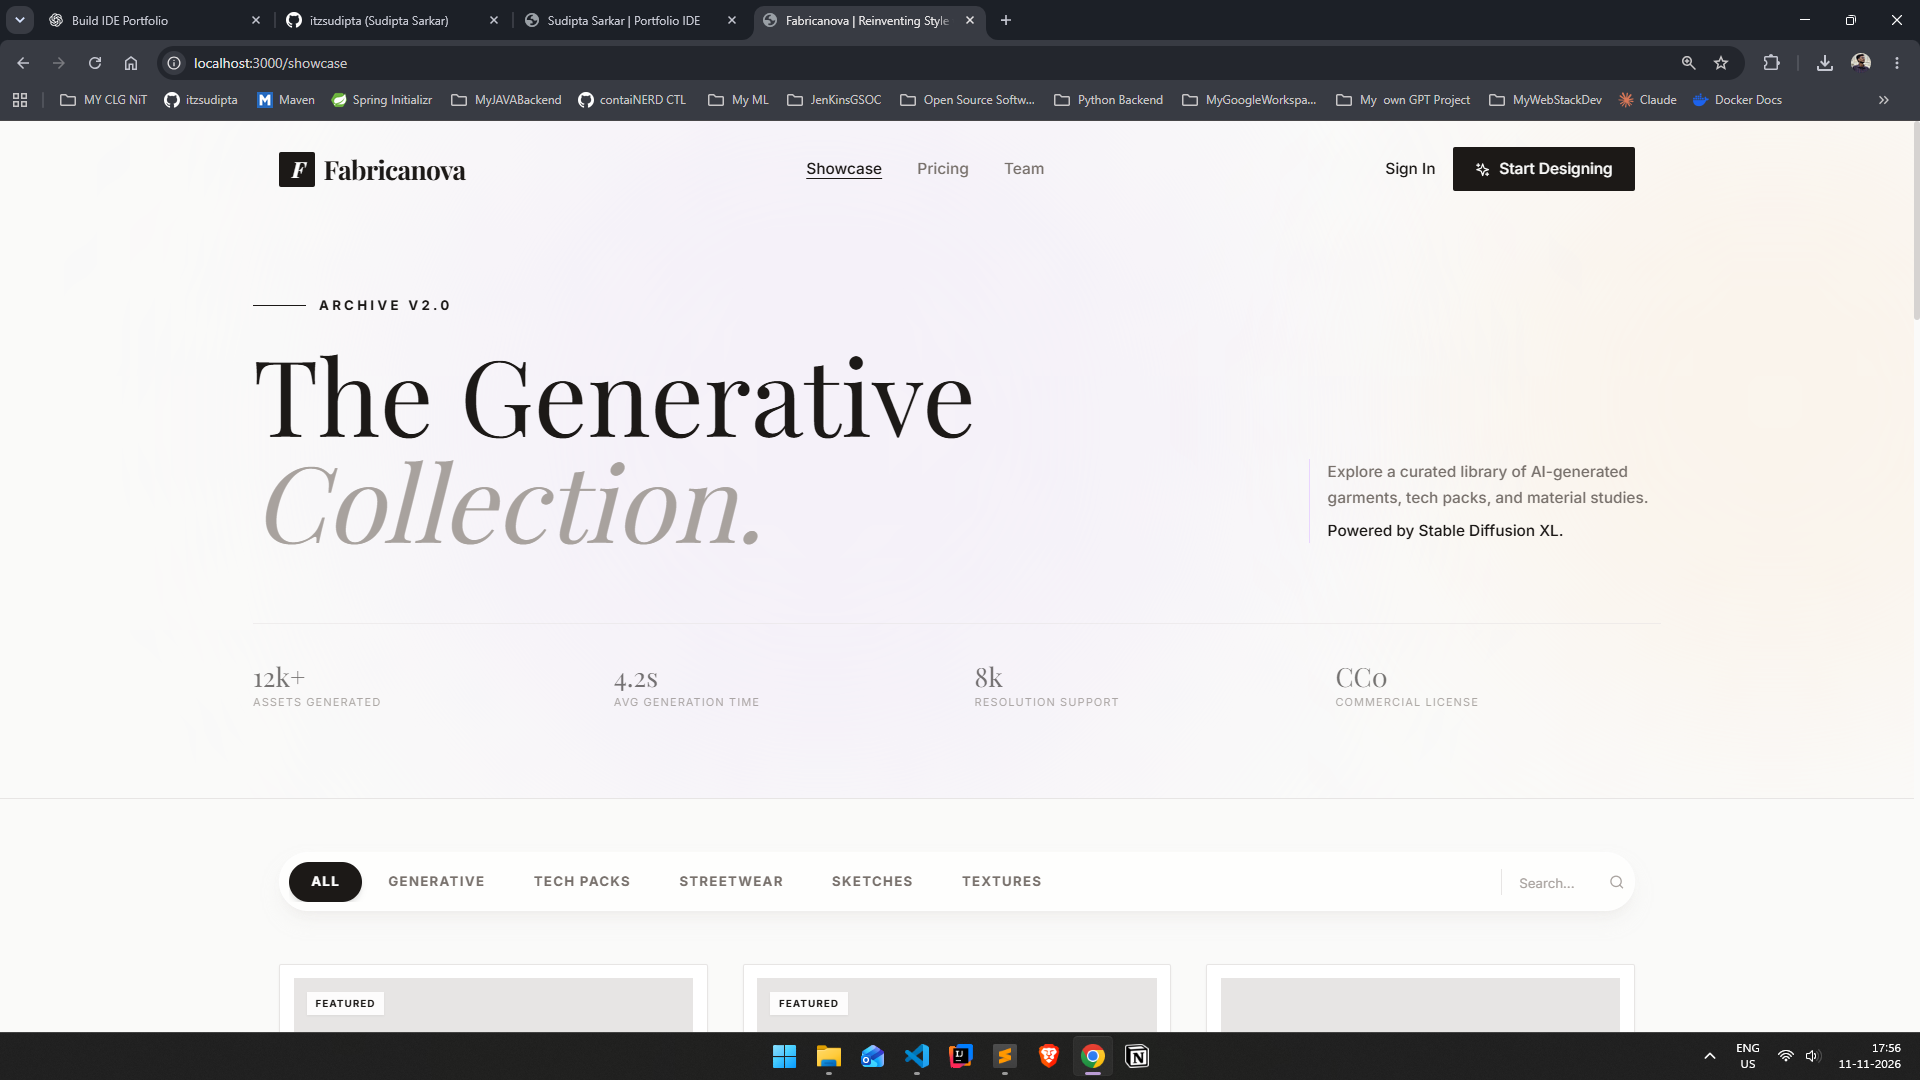 Build IDE Portfolio
itzsudipta (Sudipta Sarkar)
Sudipta Sarkar | Portfolio IDE
Fabricanova | Reinventing Style
localhost:3000/showcase
MY CLG NiT
itzsudipta
Maven
Spring Initializr
MyJAVABackend
contaiNERD CTL
My ML
JenKinsGSOC
Open Source Softw...
Python Backend
MyGoogleWorkspa...
My own GPT Project
MyWebStackDev
Claude
Docker Docs
F Fabricanova
Showcase
Pricing
Team
Sign In
Start Designing
ARCHIVE V2.0
The Generative
Collection.
Explore a curated library of AI-generated
garments, tech packs, and material studies.
Powered by Stable Diffusion XL.
12k+
ASSETS GENERATED
4.2s
AVG GENERATION TIME
8k
RESOLUTION SUPPORT
CC0
COMMERCIAL LICENSE
ALL
GENERATIVE
TECH PACKS
STREETWEAR
SKETCHES
TEXTURES
Search...
FEATURED
FEATURED
ENG
US
17:56
11-11-2026